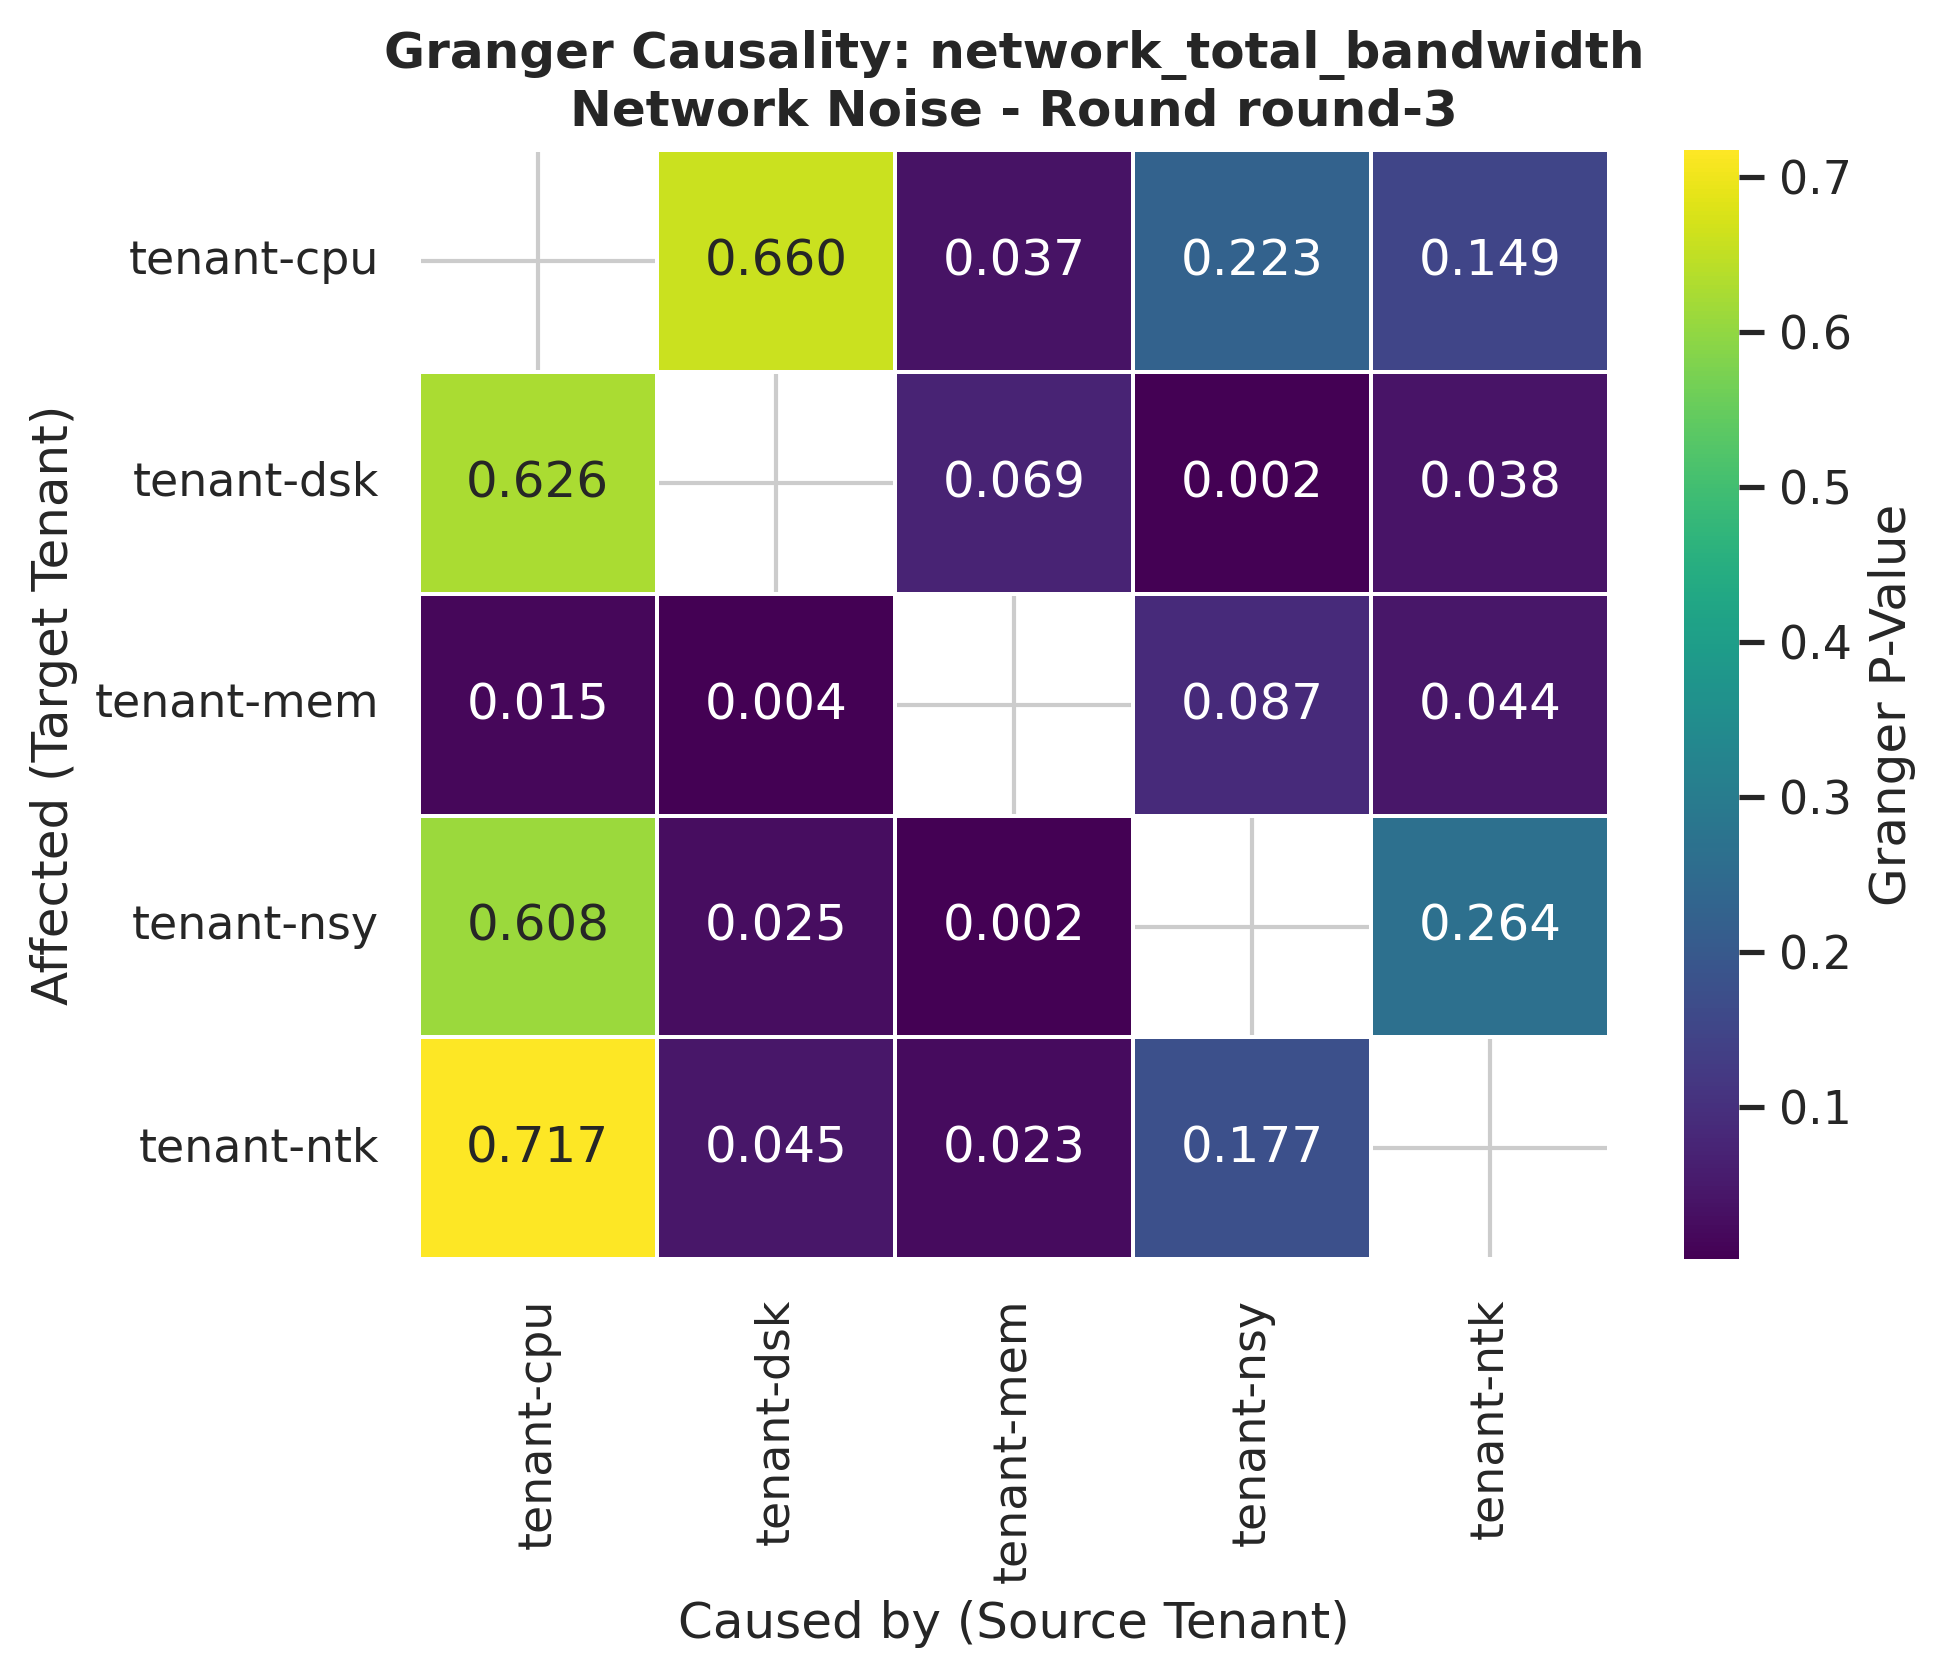 Granger Causality: network_total_bandwidth
Network Noise - Round round-3
Affected (Target Tenant)
tenant-cpu 0.660 0.037 0.223 0.149
tenant-dsk 0.626 0.069 0.002 0.038
tenant-mem 0.015 0.004 0.087 0.044
tenant-nsy 0.608 0.025 0.002 0.264
tenant-ntk 0.717 0.045 0.023 0.177
tenant-cpu
tenant-dsk
tenant-mem
tenant-nsy
tenant-ntk
Caused by (Source Tenant)
0.7
0.6
0.5
0.4
0.3
0.2
0.1
Granger P-Value